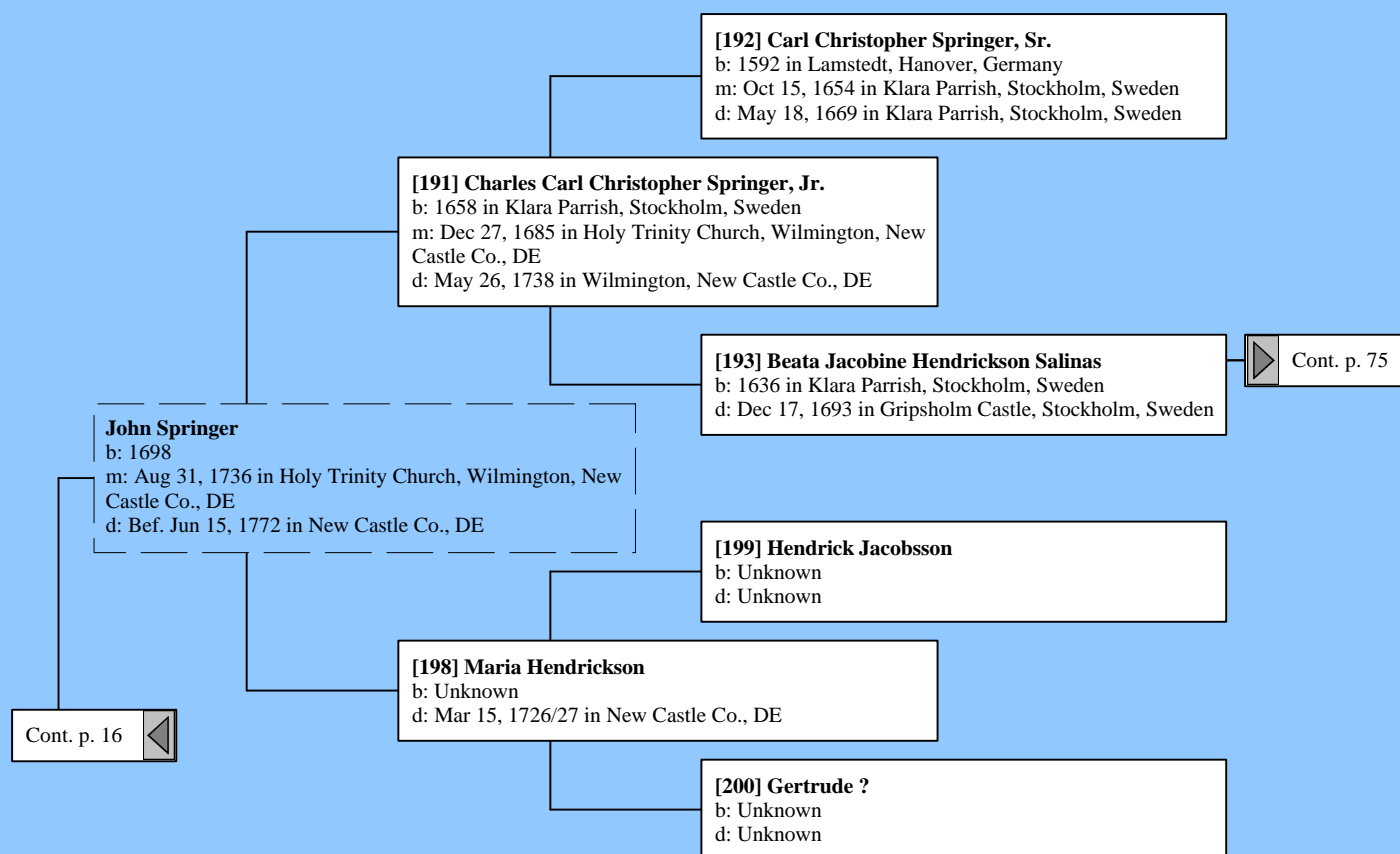 [192] Carl Christopher Springer, Sr.
b: 1592 in Lamstedt, Hanover, Germany
m: Oct 15, 1654 in Klara Parrish, Stockholm, Sweden
d: May 18, 1669 in Klara Parrish, Stockholm, Sweden
[191] Charles Carl Christopher Springer, Jr.
b: 1658 in Klara Parrish, Stockholm, Sweden
m: Dec 27, 1685 in Holy Trinity Church, Wilmington, New
Castle Co., DE
d: May 26, 1738 in Wilmington, New Castle Co., DE
[193] Beata Jacobine Hendrickson Salinas
b: 1636 in Klara Parrish, Stockholm, Sweden
d: Dec 17, 1693 in Gripsholm Castle, Stockholm, Sweden
Cont. p. 75
John Springer
b: 1698
m: Aug 31, 1736 in Holy Trinity Church, Wilmington, New
Castle Co., DE
d: Bef. Jun 15, 1772 in New Castle Co., DE
[199] Hendrick Jacobsson
b: Unknown
d: Unknown
[198] Maria Hendrickson
b: Unknown
d: Mar 15, 1726/27 in New Castle Co., DE
Cont. p. 16
[200] Gertrude ?
b: Unknown
d: Unknown